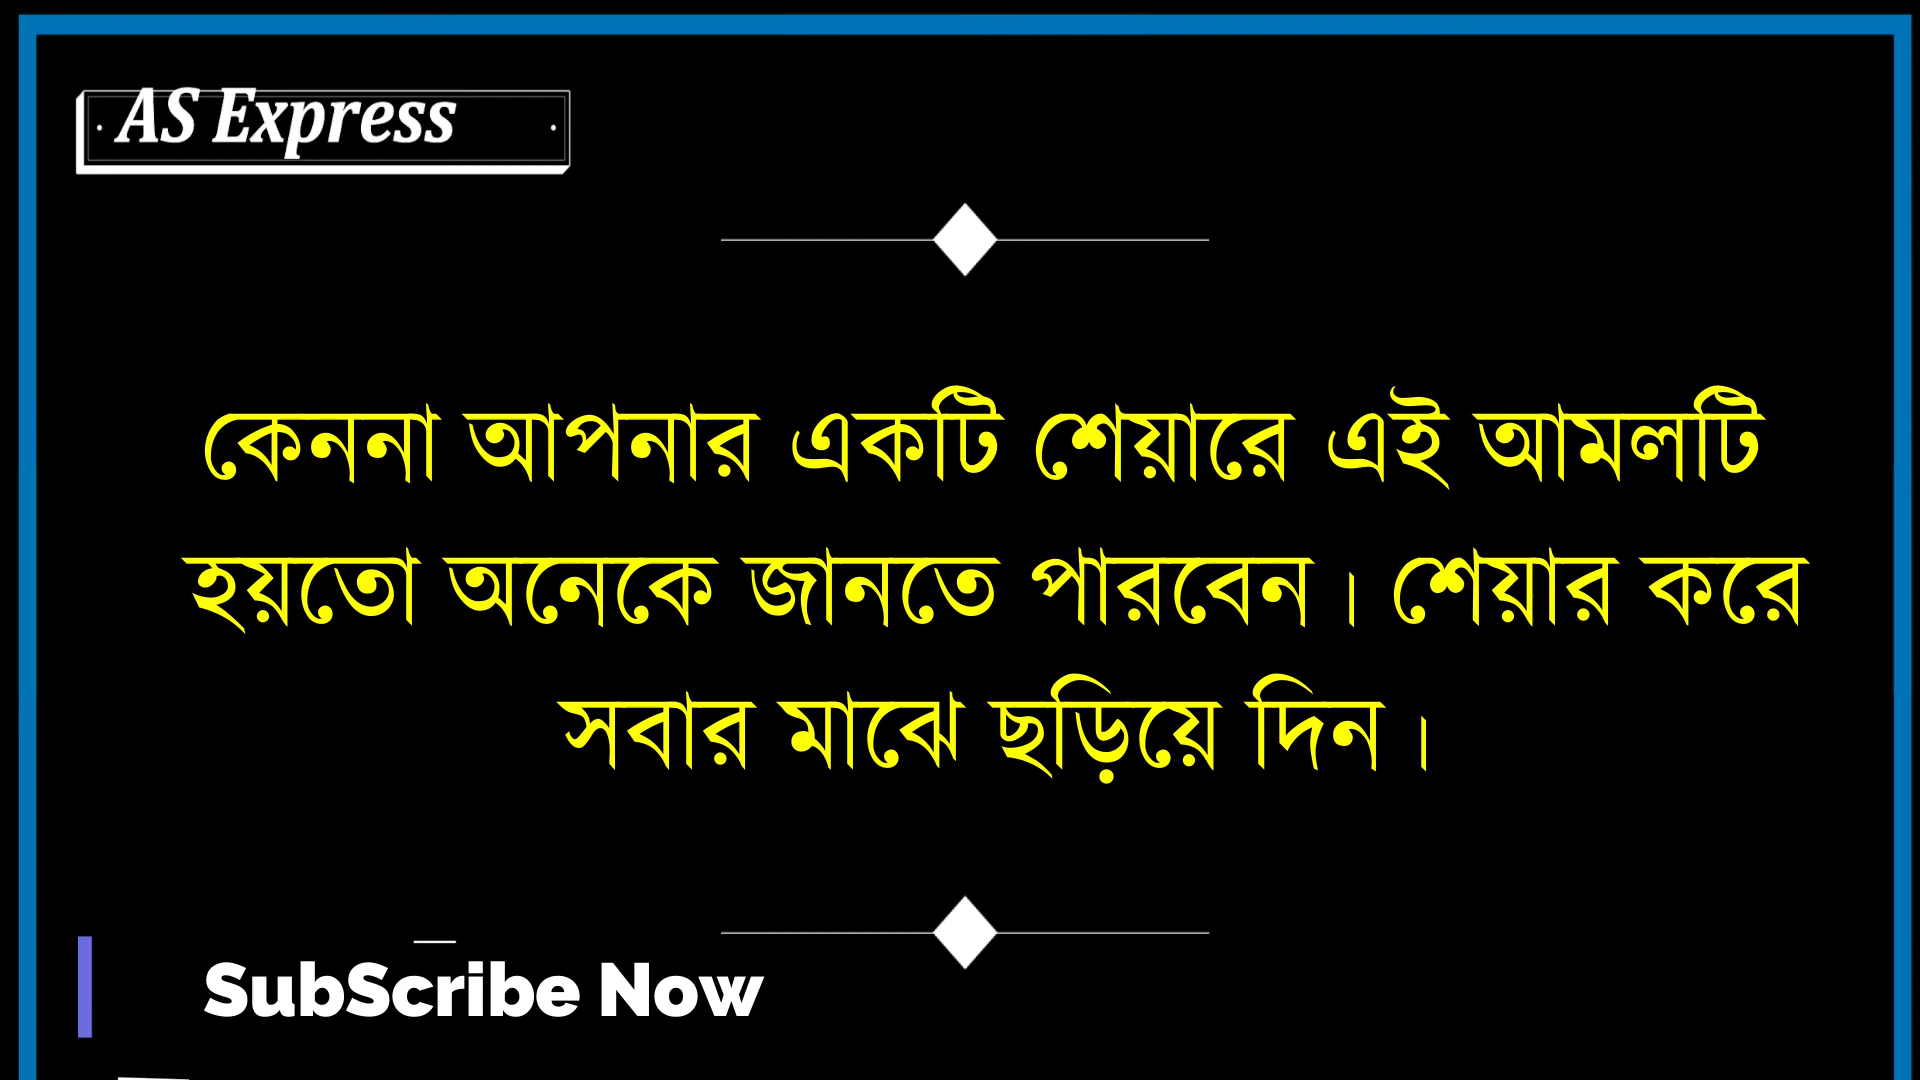 AS Express
কেননা আপনার একটি শেয়ারে এই আমলটি
হয়তো অনেকে জানতে পারবেন। শেয়ার করে
সবার মাঝে ছড়িয়ে দিন।
SubScribe Now